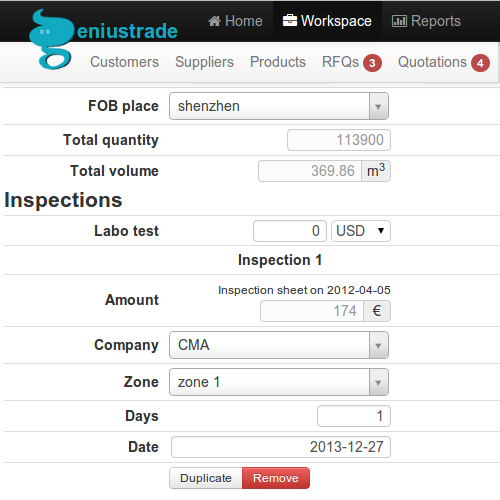 eniustrade Home Workspace Reports
Customers Suppliers Products RFQs 3 Quotations 4
FOB place shenzhen
Total quantity 113900
Total volume 369.86 m³
Inspections
Labo test 0 USD
Inspection 1
Inspection sheet on 2012-04-05
Amount 174 €
Company CMA
Zone zone 1
Days 1
Date 2013-12-27
Duplicate Remove